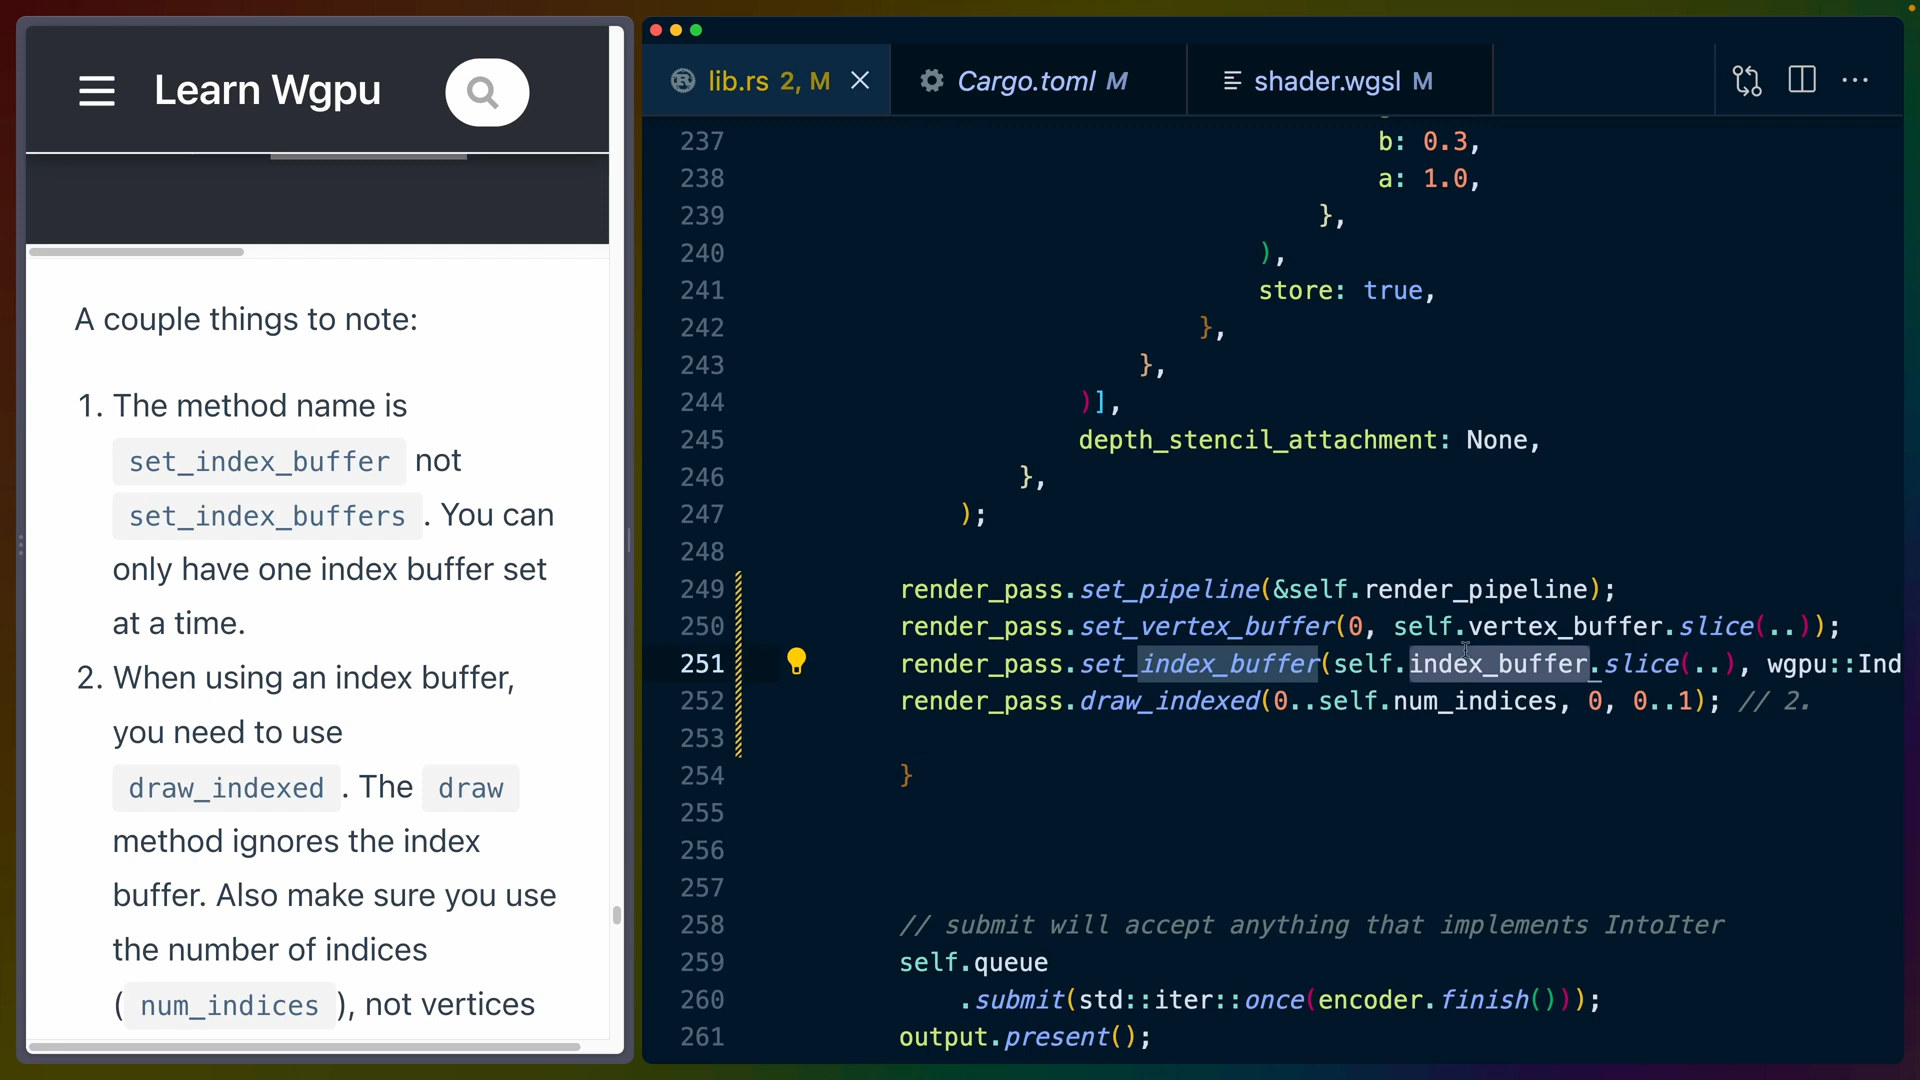 Learn Wgpu
A couple things to note:
1. The method name is
set_index_buffer not
set_index_buffers . You can
only have one index buffer set
at a time.
2. When using an index buffer,
you need to use
draw_indexed . The draw
method ignores the index
buffer. Also make sure you use
the number of indices
( num_indices ), not vertices
lib.rs 2, M
Cargo.toml M
shader.wgsl M
237 b: 0.3,
238 a: 1.0,
239 },
240 ),
241 store: true,
242 },
243 },
244 )],
245 depth_stencil_attachment: None,
246 },
247 );
248
249 render_pass.set_pipeline(&self.render_pipeline);
250 render_pass.set_vertex_buffer(0, self.vertex_buffer.slice(..));
251 render_pass.set_index_buffer(self.index_buffer.slice(..), wgpu::Ind
252 render_pass.draw_indexed(0..self.num_indices, 0, 0..1); // 2.
253
254 }
255
256
257
258 // submit will accept anything that implements IntoIter
259 self.queue
260 .submit(std::iter::once(encoder.finish()));
261 output.present();